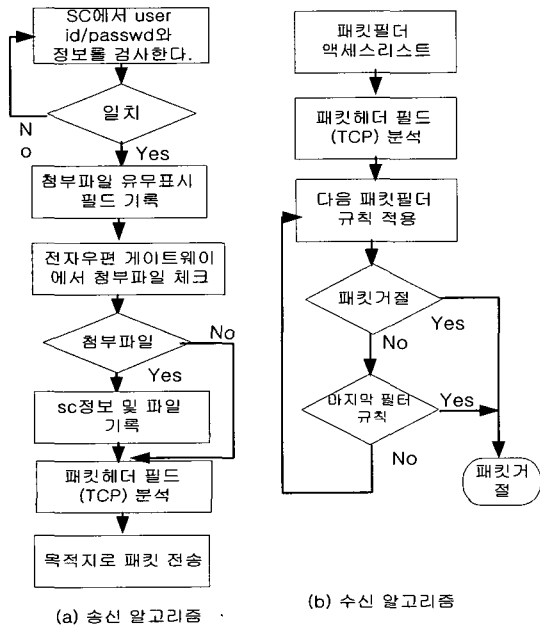 SC에서 user
id/passwd와
정보를 검사한다.
일치
N
o
Yes
첨부파일 유무표시
필드 기록
전자우편 게이트웨이
에서 첨부파일 체크
첨부파일
No
Yes
sc정보 및 파일
기록
패킷헤더 필드
(TCP) 분석
목적지로 패킷 전송
(a) 송신 알고리즘
패킷필더
액세스리스트
패킷헤더 필드
(TCP) 분석
다음 패킷필더
규칙 적용
패킷거절
Yes
No
마지막 필터
규칙
Yes
No
패킷거
절
(b) 수신 알고리즘